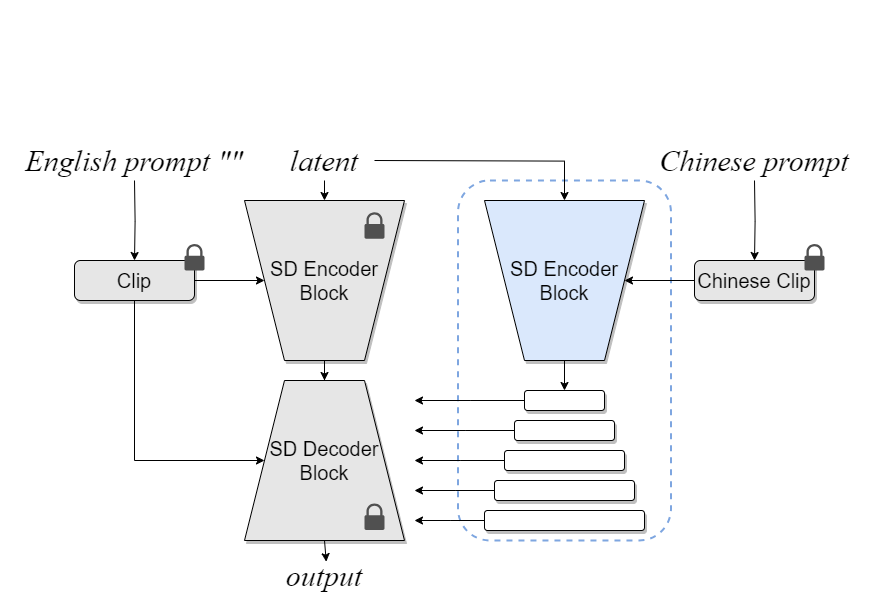 English prompt ""
latent
Chinese prompt
Clip
SD Encoder
Block
SD Encoder
Block
Chinese Clip
SD Decoder
Block
output